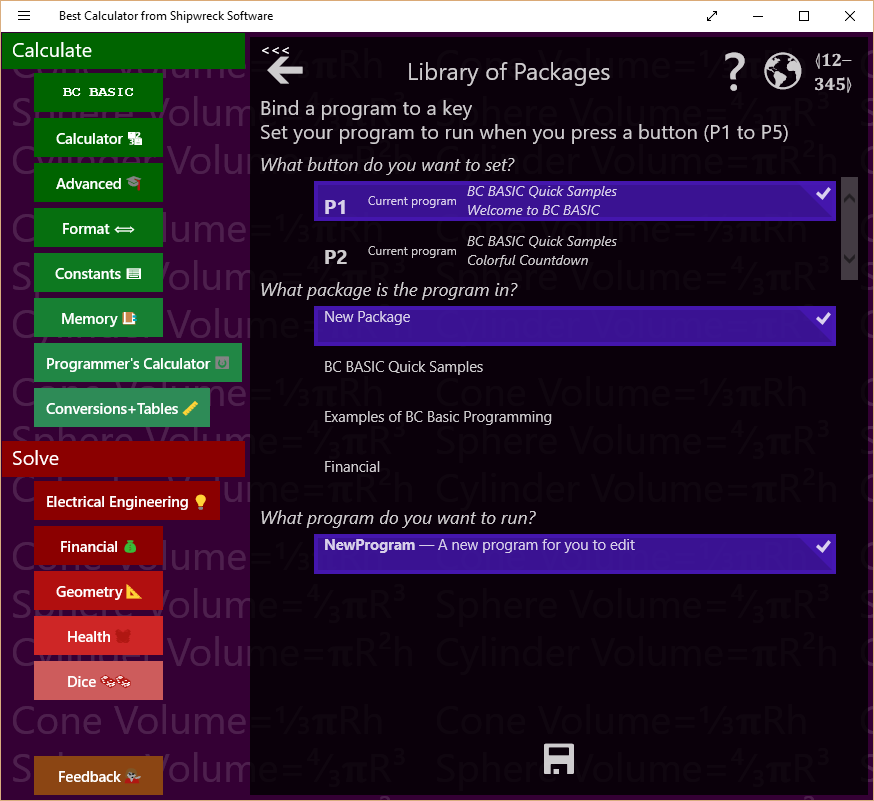 Best Calculator from Shipwreck Software
Calculate
BC BASIC
Calculator
Advanced
Format
Constants
Memory
Programmer's Calculator
Conversions+Tables
Solve
Electrical Engineering
Financial
Geometry
Health
Dice
Feedback
<<<
Library of Packages
?
⟬12–
345⟭
Bind a program to a key
Set your program to run when you press a button (P1 to P5)
What button do you want to set?
P1 Current program BC BASIC Quick Samples
Welcome to BC BASIC
P2 Current program BC BASIC Quick Samples
Colorful Countdown
What package is the program in?
New Package
BC BASIC Quick Samples
Examples of BC Basic Programming
Financial
What program do you want to run?
NewProgram — A new program for you to edit
Sphere Volume=⁴⁄₃πR³
Cylinder Volume=πR²h
Cone Volume=⅓πRh
Sphere Volume=⁴⁄₃πR³